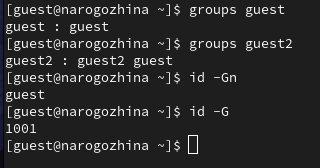 [guest@narogozhina ~]$ groups guest
guest : guest
[guest@narogozhina ~]$ groups guest2
guest2 : guest2 guest
[guest@narogozhina ~]$ id -Gn
guest
[guest@narogozhina ~]$ id -G
1001
[guest@narogozhina ~]$